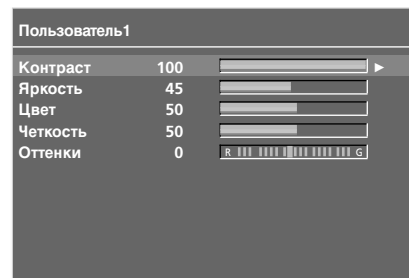 Пользователь1
Контраст 100
Яркость 45
Цвет 50
Четкость 50
Оттенки 0 R G